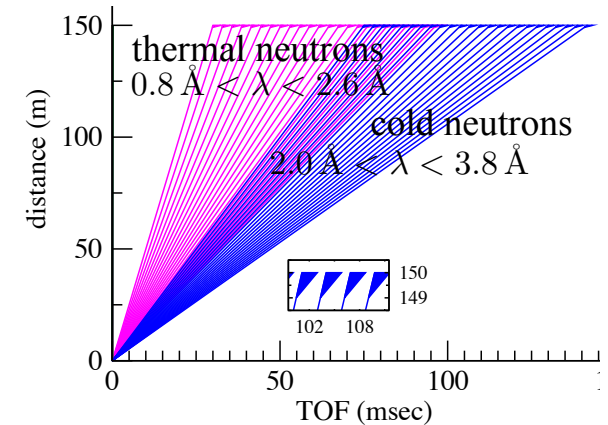 150
thermal neutrons
0.8 Å < λ < 2.6 Å
100
cold neutrons
2.0 Å < λ < 3.8 Å
distance (m)
50
150
149
102 108
0
0 50 100 1
TOF (msec)